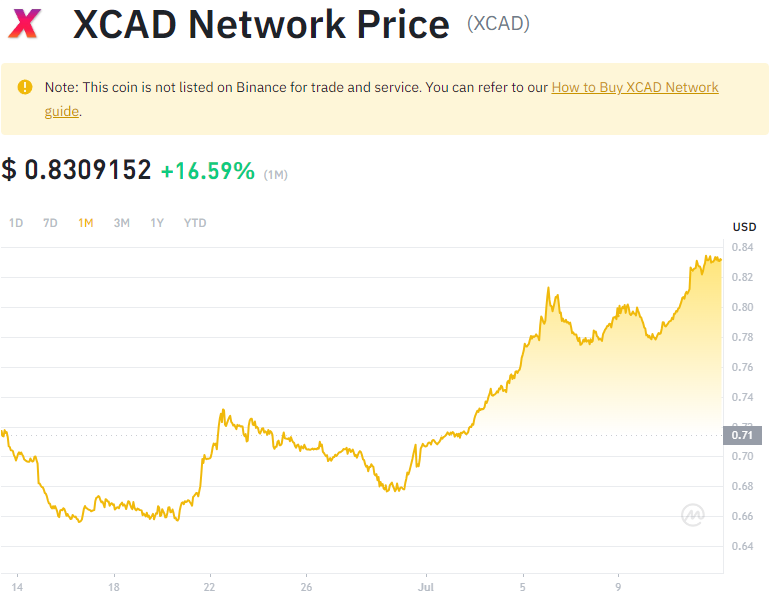 XCAD Network Price (XCAD)
Note: This coin is not listed on Binance for trade and service. You can refer to our How to Buy XCAD Network
guide.
$ 0.8309152 +16.59% (1M)
1D 7D 1M 3M 1Y YTD
USD
0.84
0.82
0.80
0.78
0.76
0.74
0.71
0.70
0.68
0.66
0.64
14 18 22 26 Jul 5 9